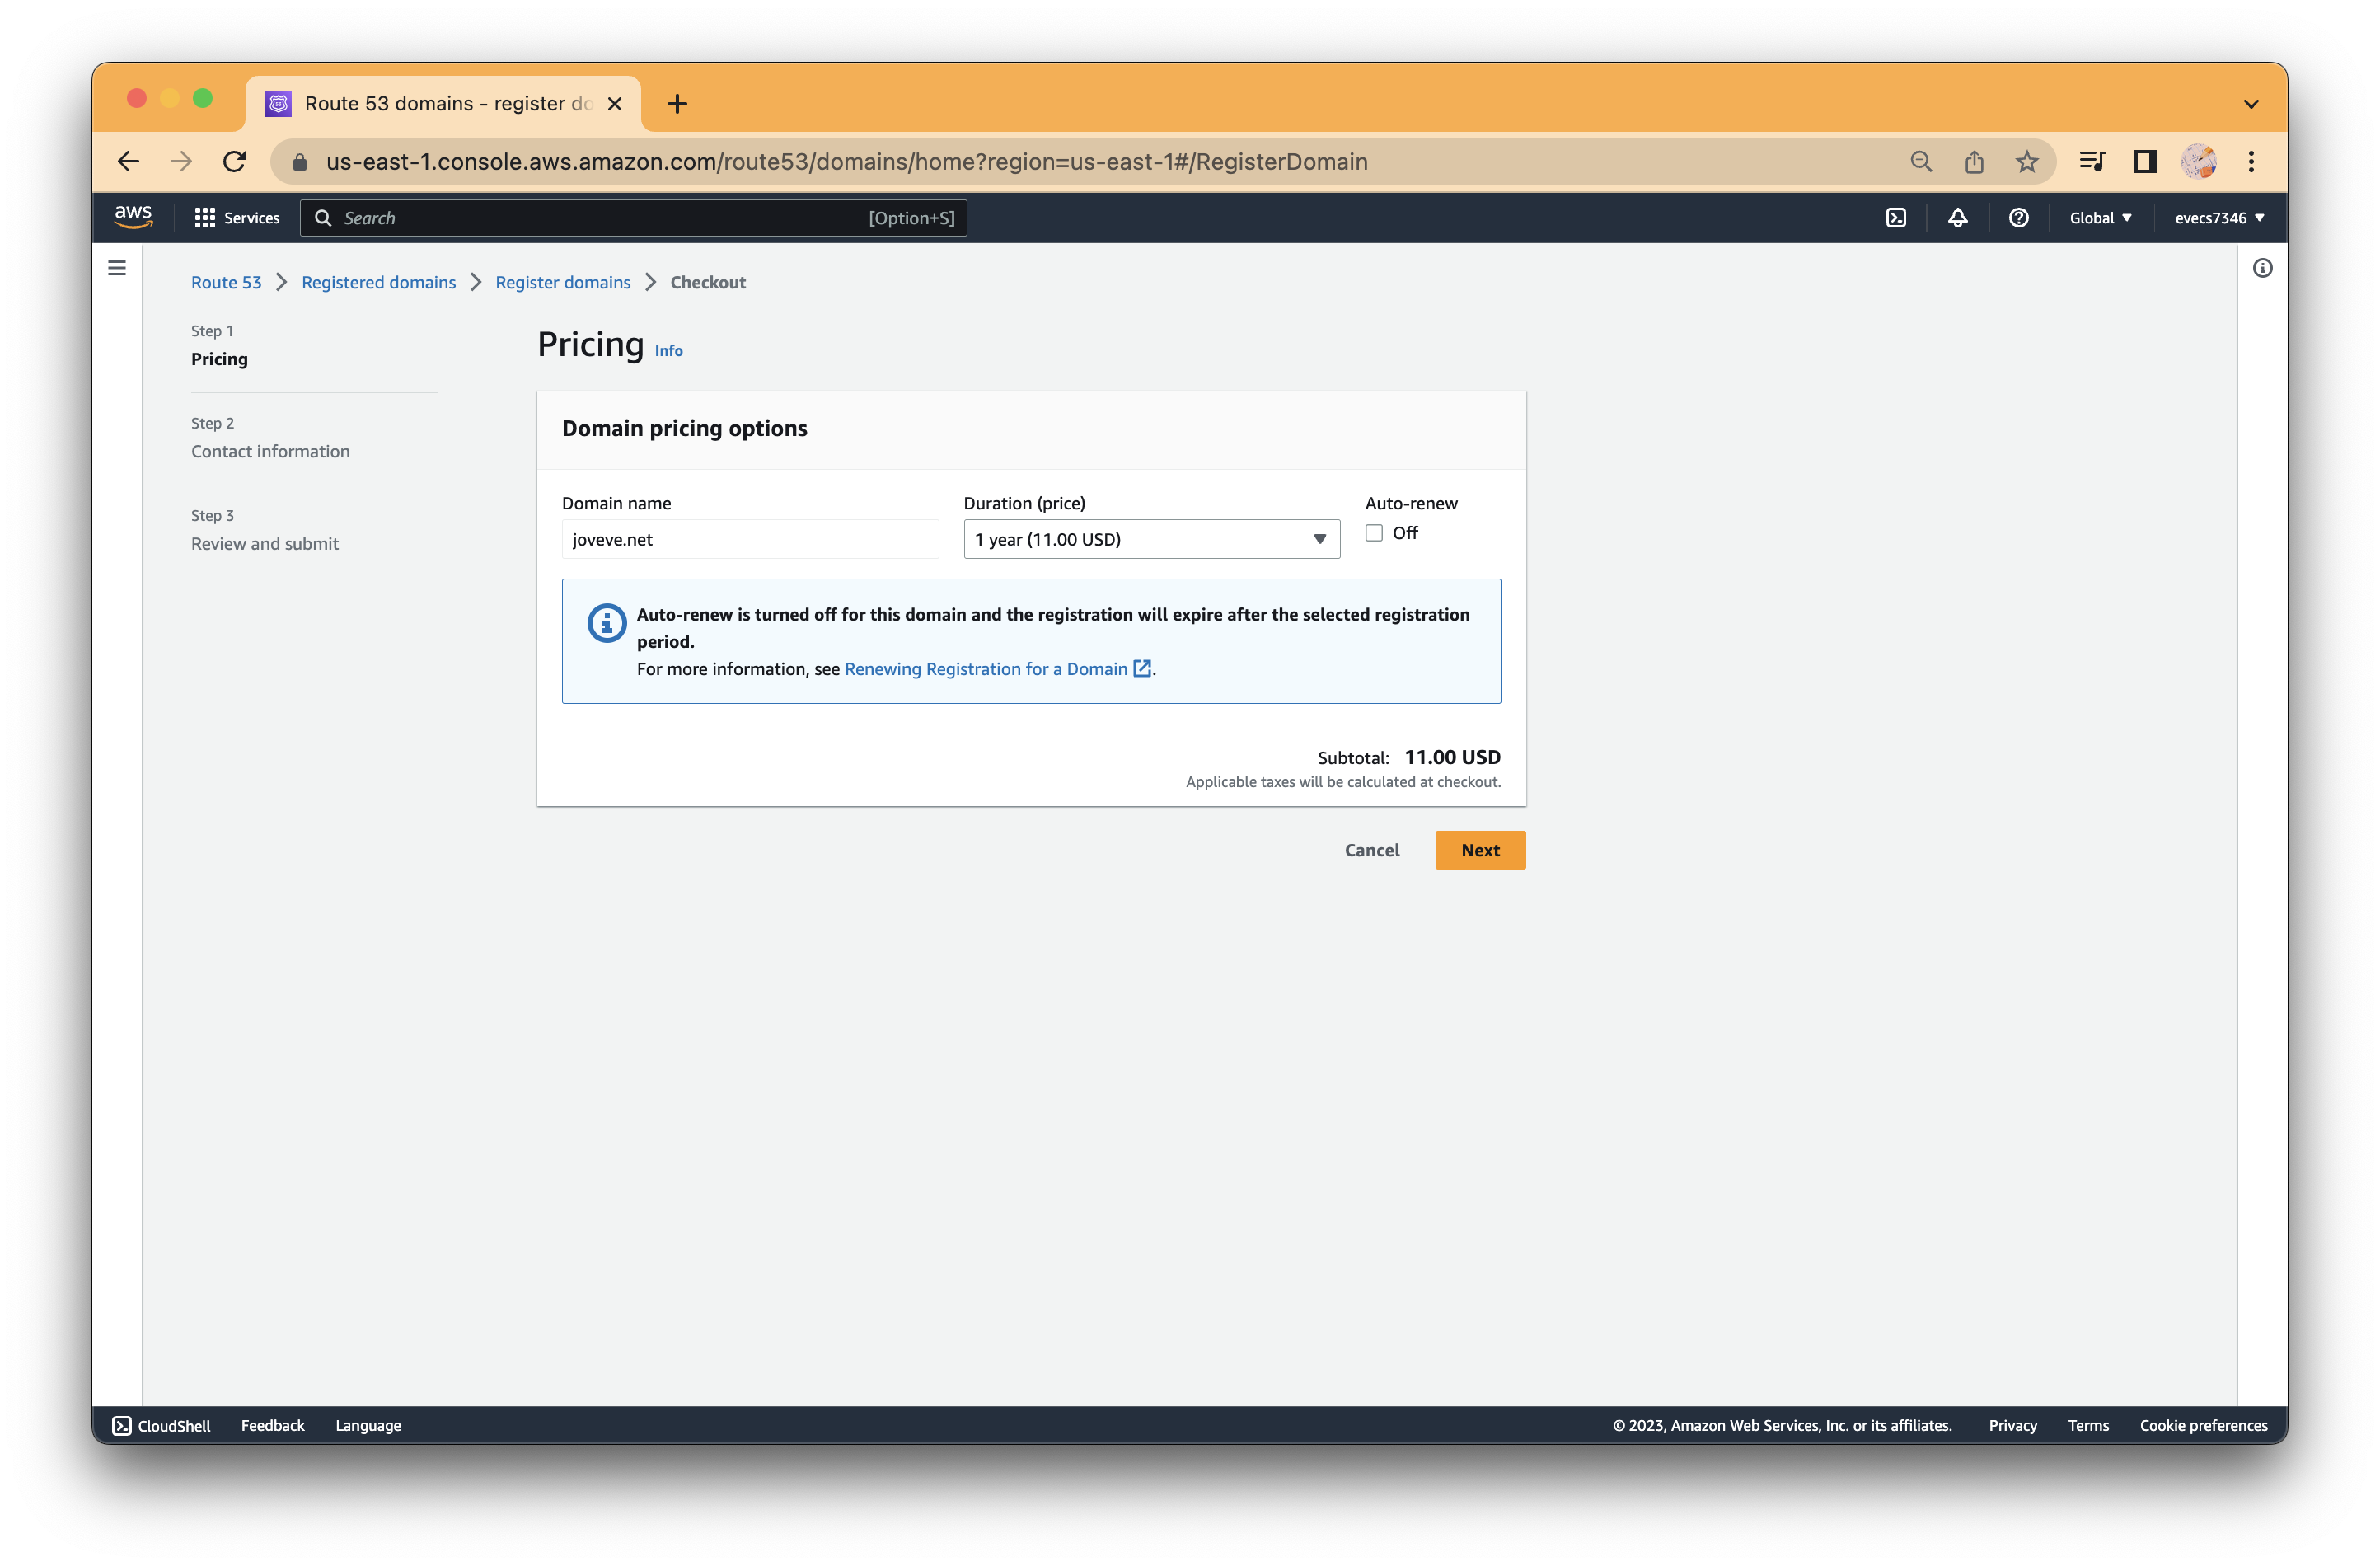 Route 53 domains - register do
us-east-1.console.aws.amazon.com/route53/domains/home?region=us-east-1#/RegisterDomain
aws
Services
Search
[Option+S]
Global
evecs7346
Route 53
Registered domains
Register domains
Checkout
Step 1
Pricing
Step 2
Contact information
Step 3
Review and submit
Pricing Info
Domain pricing options
Domain name
Duration (price)
Auto-renew
joveve.net
1 year (11.00 USD)
Off
Auto-renew is turned off for this domain and the registration will expire after the selected registration
period.
For more information, see Renewing Registration for a Domain.
Subtotal: 11.00 USD
Applicable taxes will be calculated at checkout.
Cancel
Next
CloudShell
Feedback
Language
© 2023, Amazon Web Services, Inc. or its affiliates.
Privacy
Terms
Cookie preferences